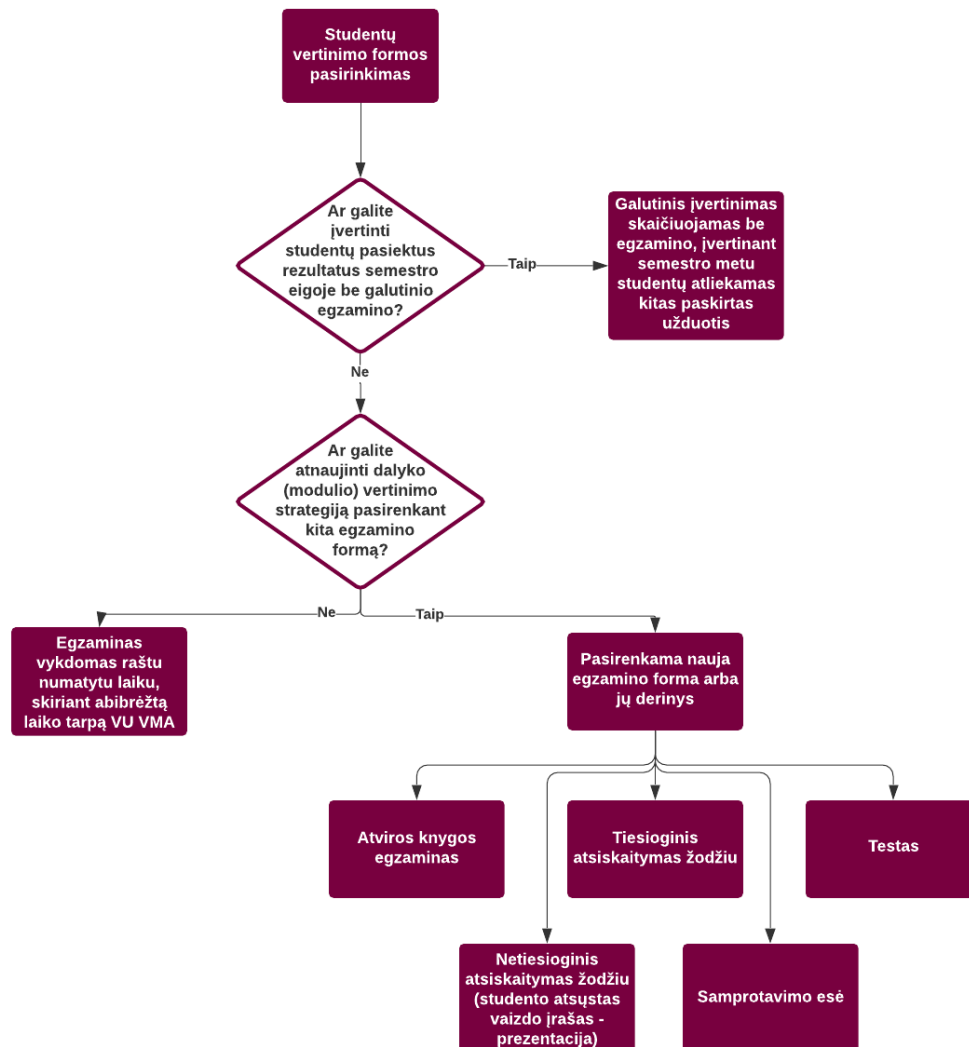 Studentų
vertinimo formos
pasirinkimas
Ar galite
įvertinti
studentų pasiektus
rezultatus semestro
eigoje be galutinio
egzamino?
Taip
Galutinis įvertinimas
skaičiuojamas be
egzamino, įvertinant
semestro metu
studentų atliekamas
kitas paskirtas
užduotis
Ne
Ar galite
atnaujinti dalyko
(modulio) vertinimo
strategiją pasirenkant
kita egzamino
formą?
Ne
Taip
Egzaminas
vykdomas raštu
numatytu laiku,
skiriant abibrėžtą
laiko tarpą VU VMA
Pasirenkama nauja
egzamino forma arba
jų derinys
Atviros knygos
egzaminas
Tiesioginis
atsiskaitymas žodžiu
Testas
Netiesioginis
atsiskaitymas žodžiu
(studento atsųstas
vaizdo įrašas -
prezentacija)
Samprotavimo esė